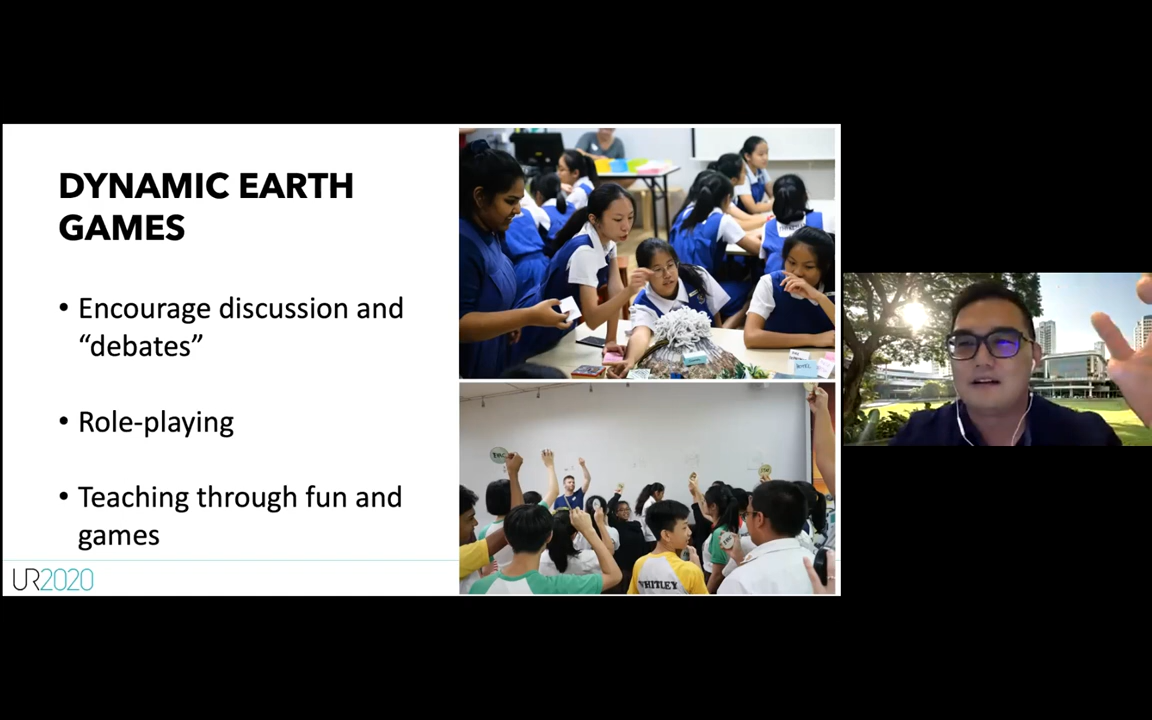 DYNAMIC EARTH
GAMES
• Encourage discussion and
“debates”
• Role-playing
• Teaching through fun and
games
UR2020
WHITLEY